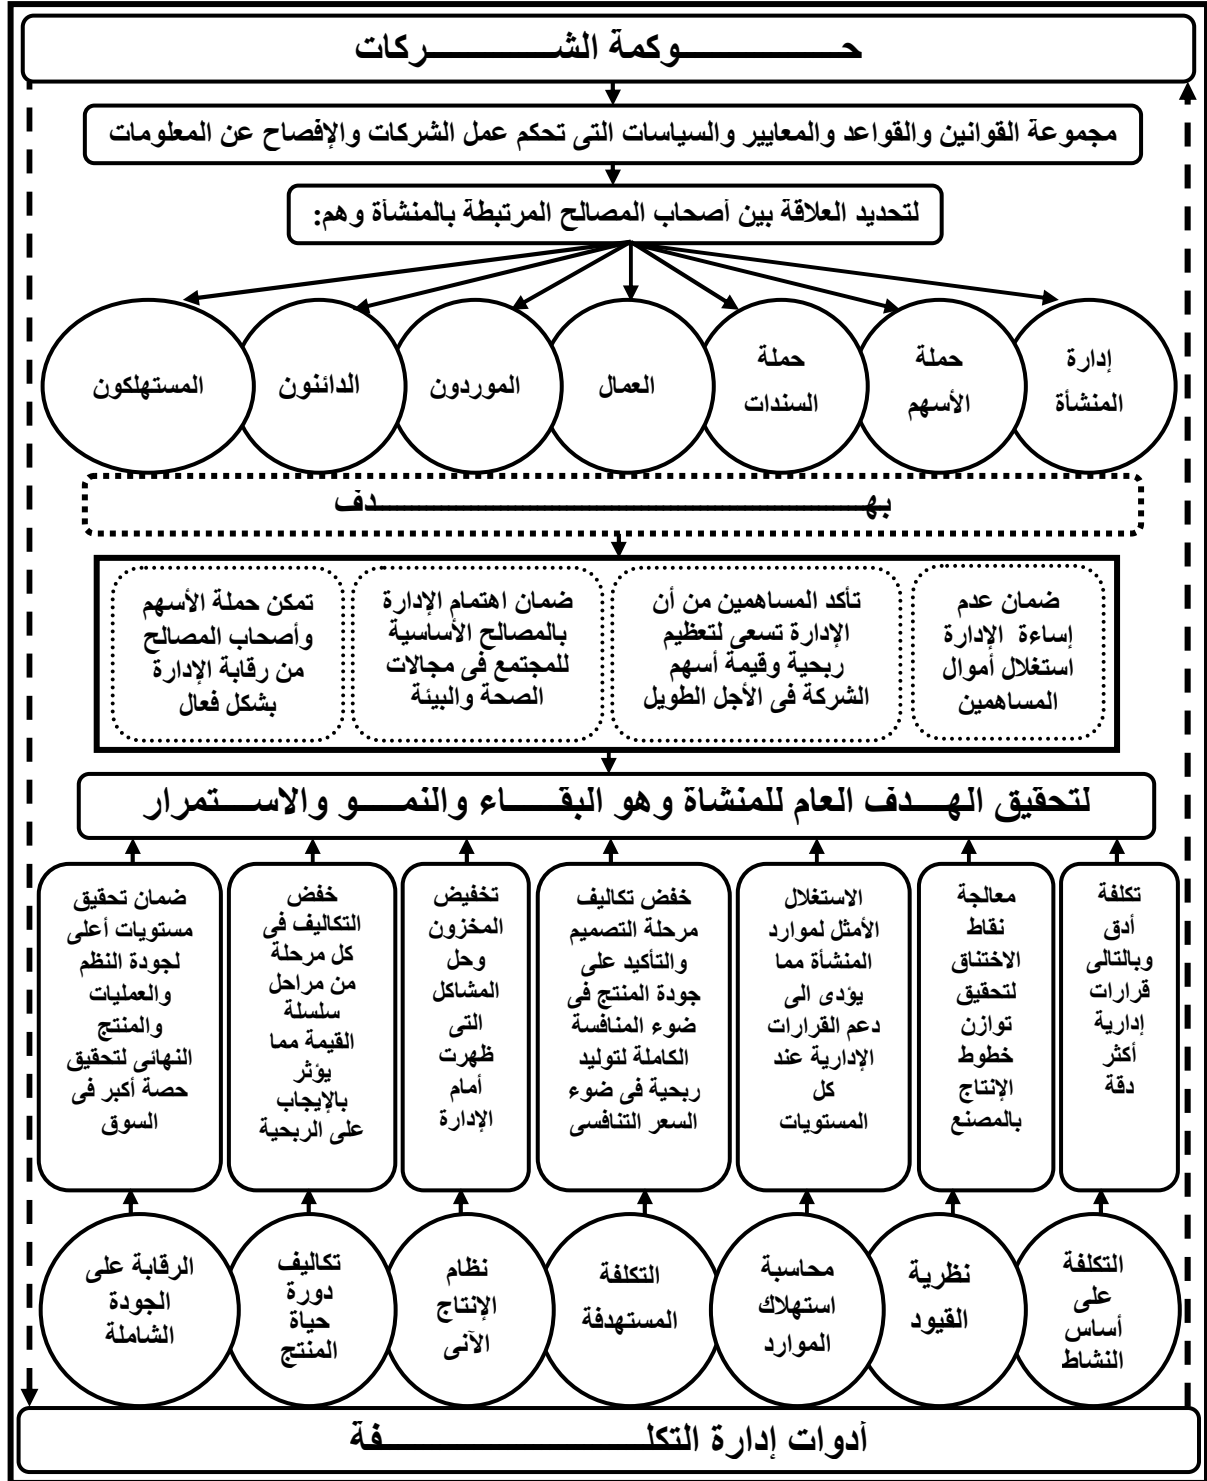 حوكمة الشركات
مجموعة القوانين والقواعد والمعايير والسياسات التى تحكم عمل الشركات والإفصاح عن المعلومات
لتحديد العلاقة بين أصحاب المصالح المرتبطة بالمنشأة وهم:
إدارة
المنشأة
حملة
الأسهم
حملة
السندات
العمال
الموردون
الدائنون
المستهلكون
بهدف
ضمان عدم
إساءة الإدارة
استغلال أموال
المساهمين
تأكد المساهمين من أن
الإدارة تسعى لتعظيم
ربحية وقيمة أسهم
الشركة فى الأجل الطويل
ضمان اهتمام الإدارة
بالمصالح الأساسية
للمجتمع فى مجالات
الصحة والبيئة
تمكن حملة الأسهم
وأصحاب المصالح
من رقابة الإدارة
بشكل فعال
لتحقيق الهدف العام للمنشاة وهو البقاء والنمو والاستمرار
تكلفة
أدق
وبالتالى
قرارات
إدارية
أكثر
دقة
معالجة
نقاط
الاختناق
لتحقيق
توازن
خطوط
الإنتاج
بالمصنع
الاستغلال
الأمثل لموارد
المنشأة مما
يؤدى الى
دعم القرارات
الإدارية عند
كل
المستويات
خفض تكاليف
مرحلة التصميم
والتأكيد على
جودة المنتج فى
ضوء المنافسة
الكاملة لتوليد
ربحية فى ضوء
السعر التنافسى
تخفيض
المخزون
وحل
المشاكل
التى
ظهرت
أمام
الإدارة
خفض
التكاليف فى
كل مرحلة
من مراحل
سلسلة
القيمة مما
يؤثر
بالإيجاب
على الربحية
ضمان تحقيق
مستويات أعلى
لجودة النظم
والعمليات
والمنتج
النهائى لتحقيق
حصة أكبر فى
السوق
التكلفة
على
أساس
النشاط
نظرية
القيود
محاسبة
استهلاك
الموارد
التكلفة
المستهدفة
نظام
الإنتاج
الآنى
تكاليف
دورة
حياة
المنتج
الرقابة على
الجودة
الشاملة
أدوات إدارة التكلفة